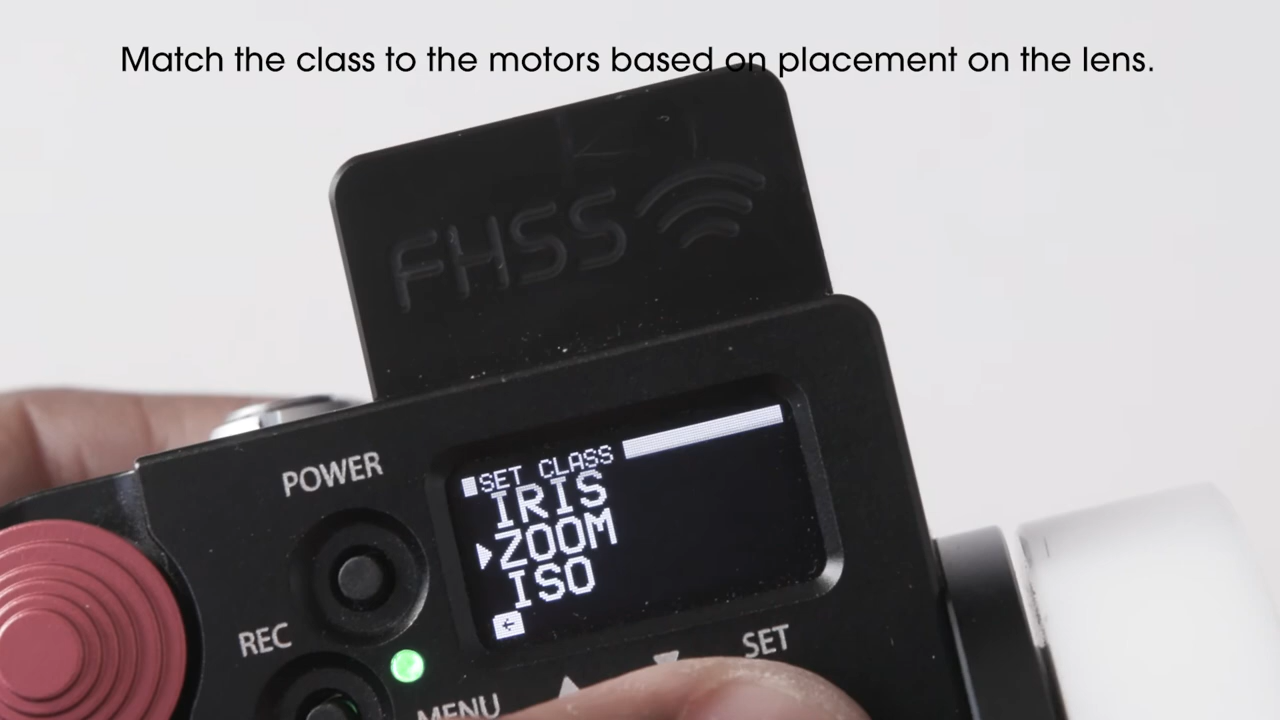 Match the class to the motors based on placement on the lens.
FHSS
POWER
SET CLASS
IRIS
ZOOM
ISO
REC
SET
MENU